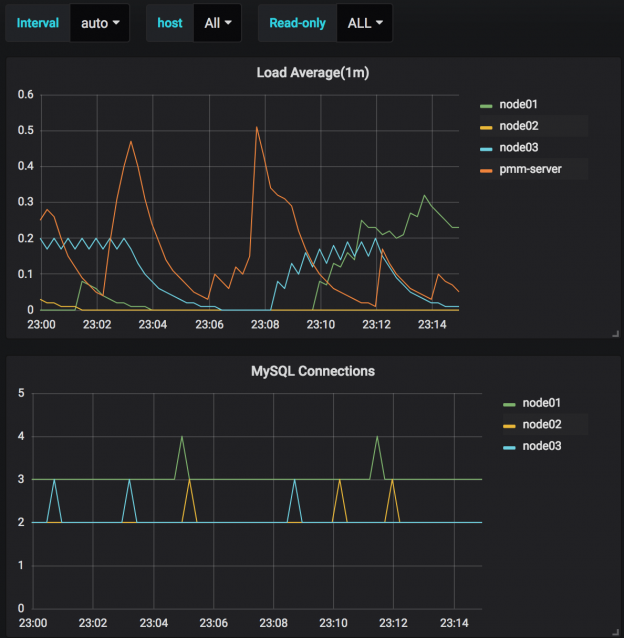 Interval auto host All Read-only ALL
Load Average(1m)
0.6
0.5
0.4
0.3
0.2
0.1
0
23:00 23:02 23:04 23:06 23:08 23:10 23:12 23:14
node01
node02
node03
pmm-server
MySQL Connections
5
4
3
2
1
0
23:00 23:02 23:04 23:06 23:08 23:10 23:12 23:14
node01
node02
node03